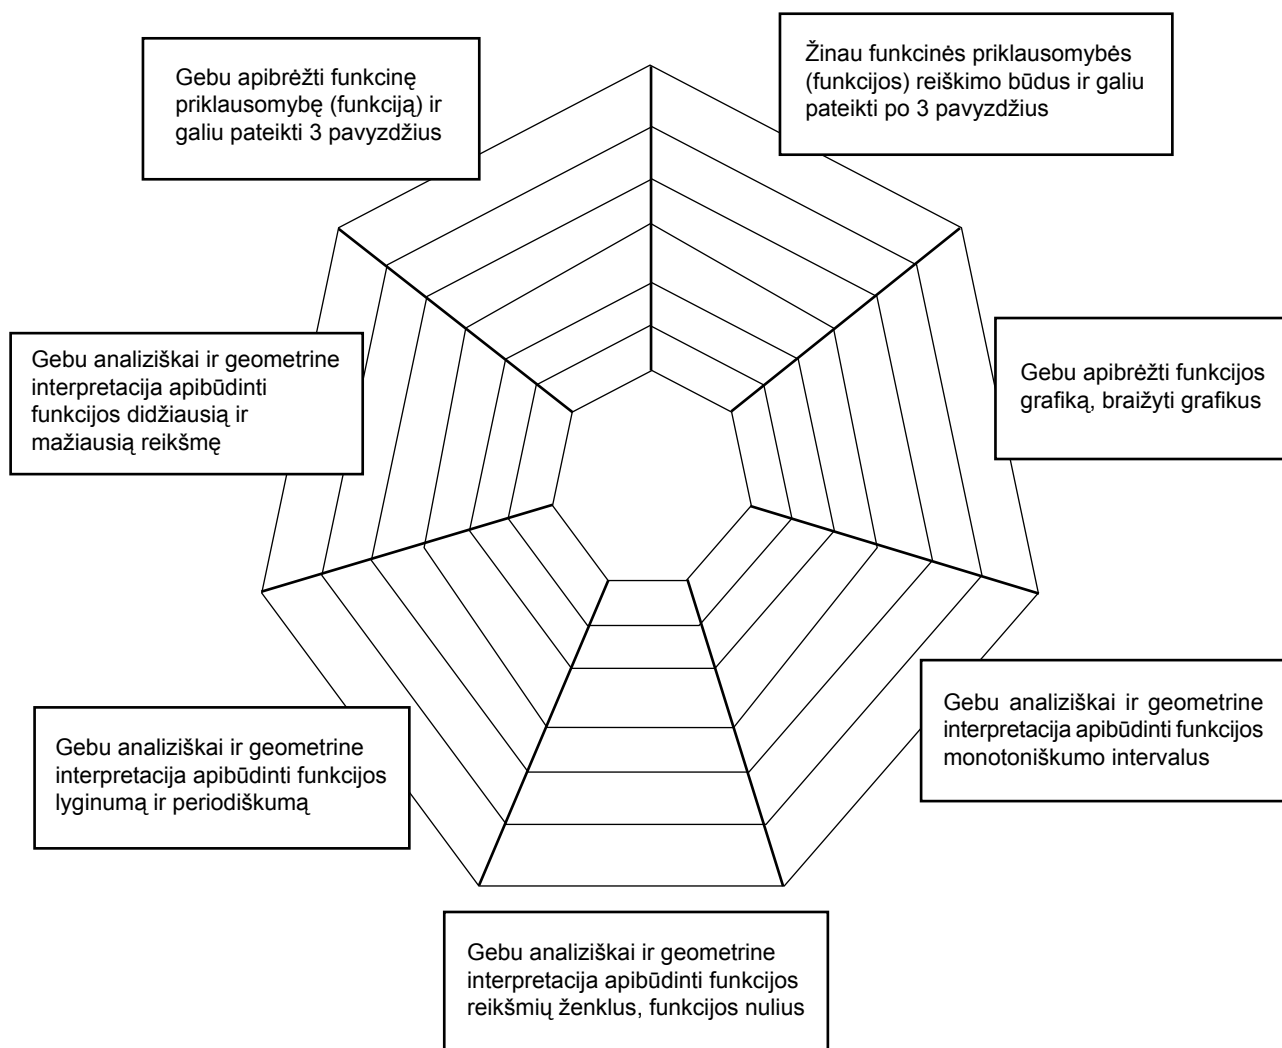 Gebu apibrėžti funkcinę
priklausomybę (funkciją) ir
galiu pateikti 3 pavyzdžius
Žinau funkcinės priklausomybės
(funkcijos) reiškimo būdus ir galiu
pateikti po 3 pavyzdžius
Gebu analiziškai ir geometrine
interpretacija apibūdinti
funkcijos didžiausią ir
mažiausią reikšmę
Gebu apibrėžti funkcijos
grafiką, braižyti grafikus
Gebu analiziškai ir geometrine
interpretacija apibūdinti funkcijos
monotoniškumo intervalus
Gebu analiziškai ir geometrine
interpretacija apibūdinti funkcijos
lyginumą ir periodiškumą
Gebu analiziškai ir geometrine
interpretacija apibūdinti funkcijos
reikšmių ženklus, funkcijos nulius